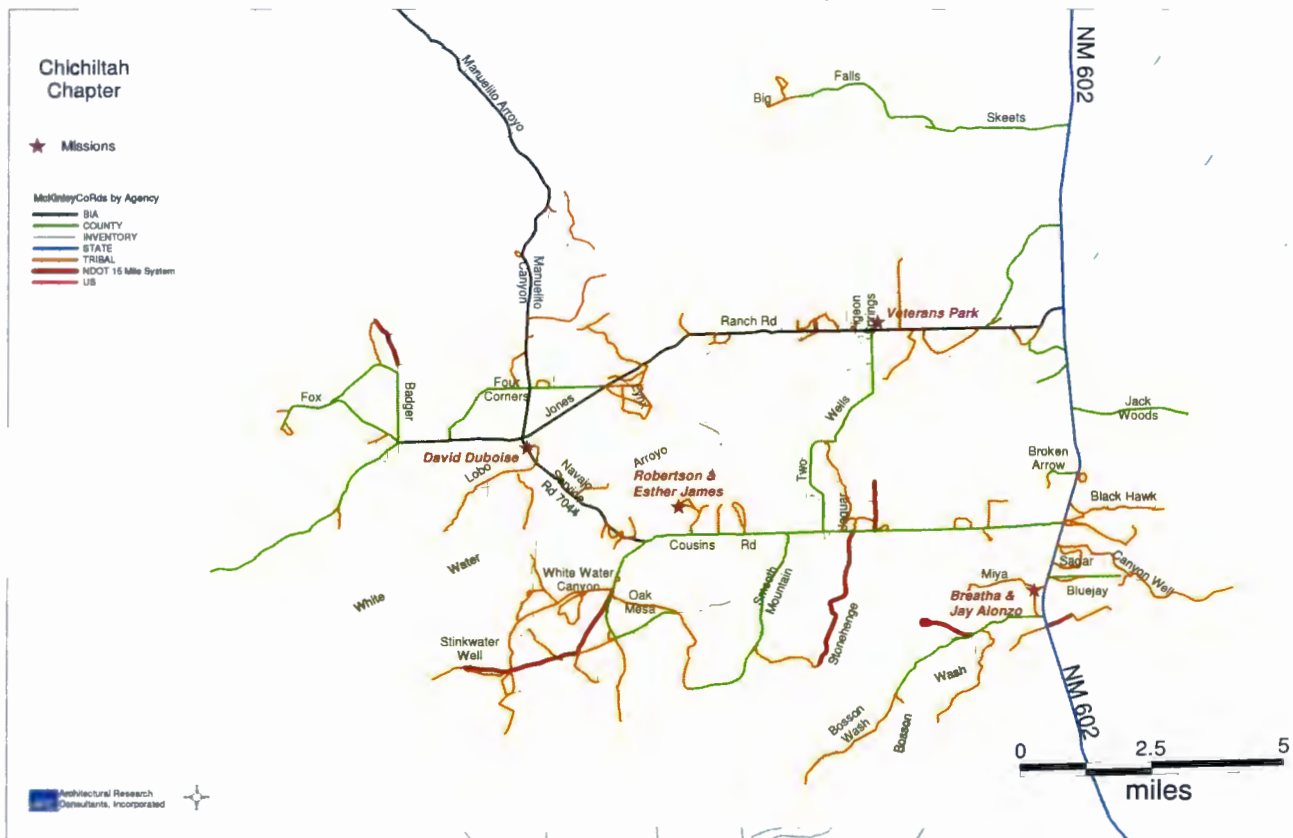 Chichiltah
Chapter
Missions
McKinleyCoRds by Agency
BIA
COUNTY
INVENTORY
STATE
TRIBAL
NDOT 15 Mile System
US
Manuelito Arroyo
NM 602
Big
Falls
Skeets
Manuelito
Canyon
Ranch Rd
Springs
Veterans Park
Fox
Badger
Four
Corners
Jones
Lynx
Wells
Two
Jack
Woods
Broken
Arrow
Black Hawk
David Duboise
Lobo
Navajo
Service
Rd 7044
Arroyo
Robertson &
Esther James
Jaguar
Cousins Rd
Water
White
White Water
Canyon
Oak
Mesa
Smooth
Mountain
Stonehenge
Stinkwater
Well
Miya
Sagar
Canyon Well
Bluejay
Breatha &
Jay Alonzo
Wash
Bosson
Bosson
Wash
NM 602
0 2.5 5
miles
Architectural Research
Consultants, Incorporated